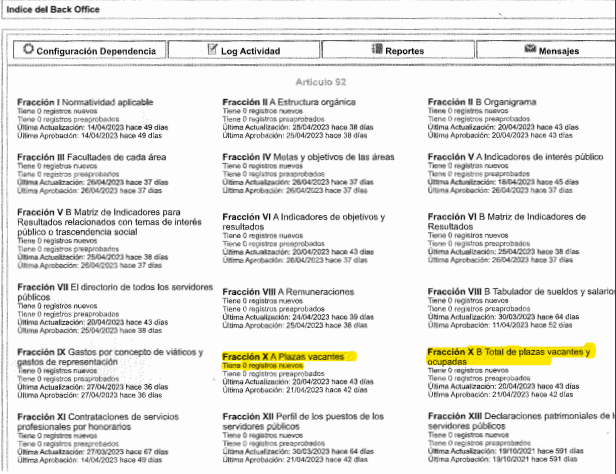 Indice del Back Office
Configuración Dependencia
Log Actividad
Reportes
Mensajes
Artículo 92
Fracción I Normatividad aplicable
Tiene 0 registros nuevos
Tiene 0 registros preaprobados
Última Actualización: 14/04/2023 hace 49 días
Última Aprobación: 14/04/2023 hace 49 días
Fracción II A Estructura orgánica
Tiene 0 registros nuevos
Tiene 0 registros preaprobados
Última Actualización: 25/04/2023 hace 38 días
Última Aprobación: 25/04/2023 hace 38 días
Fracción II B Organigrama
Tiene 0 registros nuevos
Tiene 0 registros preaprobados
Última Actualización: 20/04/2023 hace 43 días
Última Aprobación: 20/04/2023 hace 43 días
Fracción III Facultades de cada área
Tiene 0 registros nuevos
Tiene 0 registros preaprobados
Última Actualización: 26/04/2023 hace 37 días
Última Aprobación: 26/04/2023 hace 37 días
Fracción IV Metas y objetivos de las áreas
Tiene 0 registros nuevos
Tiene 0 registros preaprobados
Última Actualización: 26/04/2023 hace 37 días
Última Aprobación: 26/04/2023 hace 37 días
Fracción V A Indicadores de interés público
Tiene 0 registros nuevos
Tiene 0 registros preaprobados
Última Actualización: 18/04/2023 hace 45 días
Última Aprobación: 26/04/2023 hace 37 días
Fracción V B Matriz de Indicadores para
Resultados relacionados con temas de interés
público o trascendencia social
Tiene 0 registros nuevos
Tiene 0 registros preaprobados
Última Actualización: 25/04/2023 hace 38 días
Última Aprobación: 26/04/2023 hace 37 días
Fracción VI A Indicadores de objetivos y
resultados
Tiene 0 registros nuevos
Tiene 0 registros preaprobados
Última Actualización: 20/04/2023 hace 43 días
Última Aprobación: 26/04/2023 hace 37 días
Fracción VI B Matriz de Indicadores de
Resultados
Tiene 0 registros nuevos
Tiene 0 registros preaprobados
Última Actualización: 25/04/2023 hace 38 días
Última Aprobación: 26/04/2023 hace 37 días
Fracción VII El directorio de todos los servidores
públicos
Tiene 0 registros nuevos
Tiene 0 registros preaprobados
Última Actualización: 20/04/2023 hace 43 días
Última Aprobación: 25/04/2023 hace 38 días
Fracción VIII A Remuneraciones
Tiene 0 registros nuevos
Tiene 0 registros preaprobados
Última Actualización: 24/04/2023 hace 39 días
Última Aprobación: 25/04/2023 hace 38 días
Fracción VIII B Tabulador de sueldos y salario
Tiene 0 registros nuevos
Tiene 0 registros preaprobados
Última Actualización: 30/03/2023 hace 64 días
Última Aprobación: 11/04/2023 hace 52 días
Fracción IX Gastos por concepto de viáticos y
gastos de representación
Tiene 0 registros nuevos
Tiene 0 registros preaprobados
Última Actualización: 27/04/2023 hace 36 días
Última Aprobación: 27/04/2023 hace 36 días
Fracción X A Plazas vacantes
Tiene 0 registros nuevos
Tiene 0 registros preaprobados
Última Actualización: 20/04/2023 hace 43 días
Última Aprobación: 21/04/2023 hace 42 días
Fracción X B Total de plazas vacantes y
ocupadas
Tiene 0 registros nuevos
Tiene 0 registros preaprobados
Última Actualización: 20/04/2023 hace 43 días
Última Aprobación: 21/04/2023 hace 42 días
Fracción XI Contrataciones de servicios
profesionales por honorarios
Tiene 0 registros nuevos
Tiene 0 registros preaprobados
Última Actualización: 27/03/2023 hace 67 días
Última Aprobación: 14/04/2023 hace 49 días
Fracción XII Perfil de los puestos de los
servidores públicos
Tiene 0 registros nuevos
Tiene 0 registros preaprobados
Última Actualización: 30/03/2023 hace 64 días
Última Aprobación: 21/04/2023 hace 42 días
Fracción XIII Declaraciones patrimoniales de l
servidores públicos
Tiene 0 registros nuevos
Tiene 0 registros preaprobados
Última Actualización: 19/10/2021 hace 591 días
Última Aprobación: 19/10/2021 hace 591 días